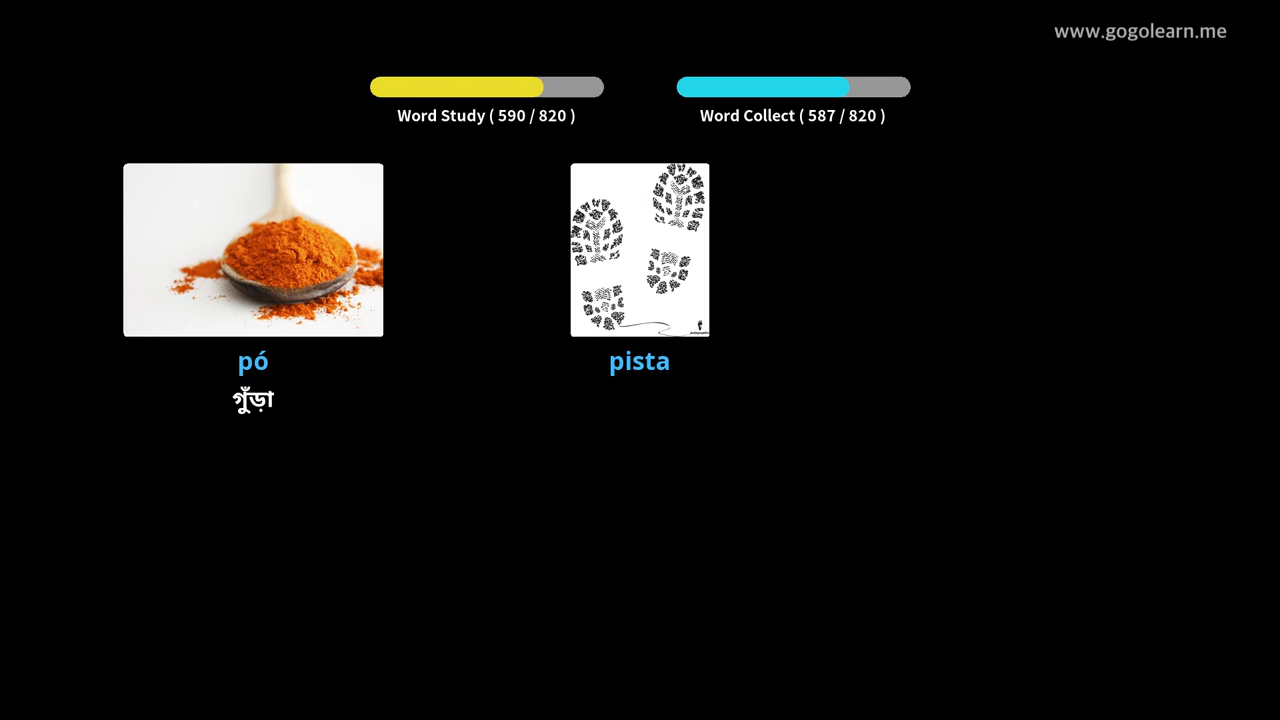 www.gogolearn.me
Word Study ( 590 / 820 )
Word Collect ( 587 / 820 )
pó
pista
গুঁড়া